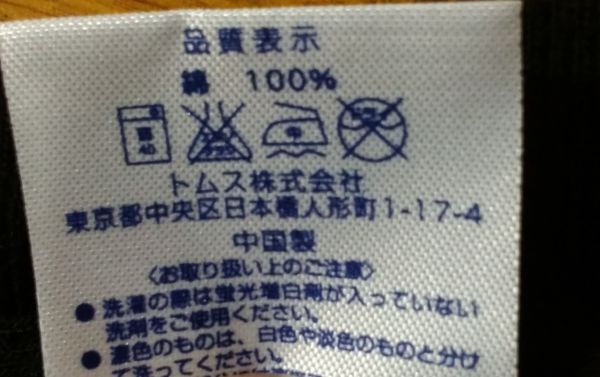 品質表示
綿 100%
40 中
トムス株式会社
東京都中央区日本橋人形町1-17-4
中国製
〈お取り扱い上のご注意〉
●洗濯の際は蛍光増白剤が入っていない
洗剤をご使用ください。
●濃色のものは、白色や淡色のものと分け
て洗ってください。